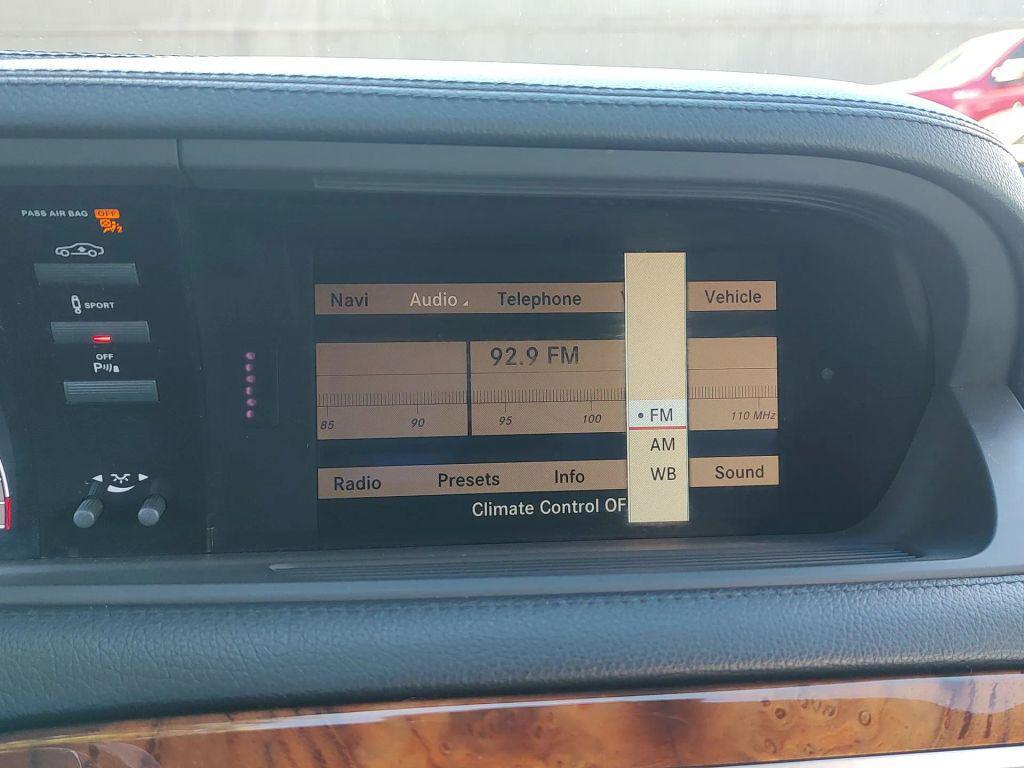 PASS AIR BAG OFF
2
SPORT
OFF
P
Navi Audio Telephone Vehicle
92.9 FM
85 90 95 100 110 MHz
FM
AM
WB
Radio Presets Info Sound
Climate Control OF